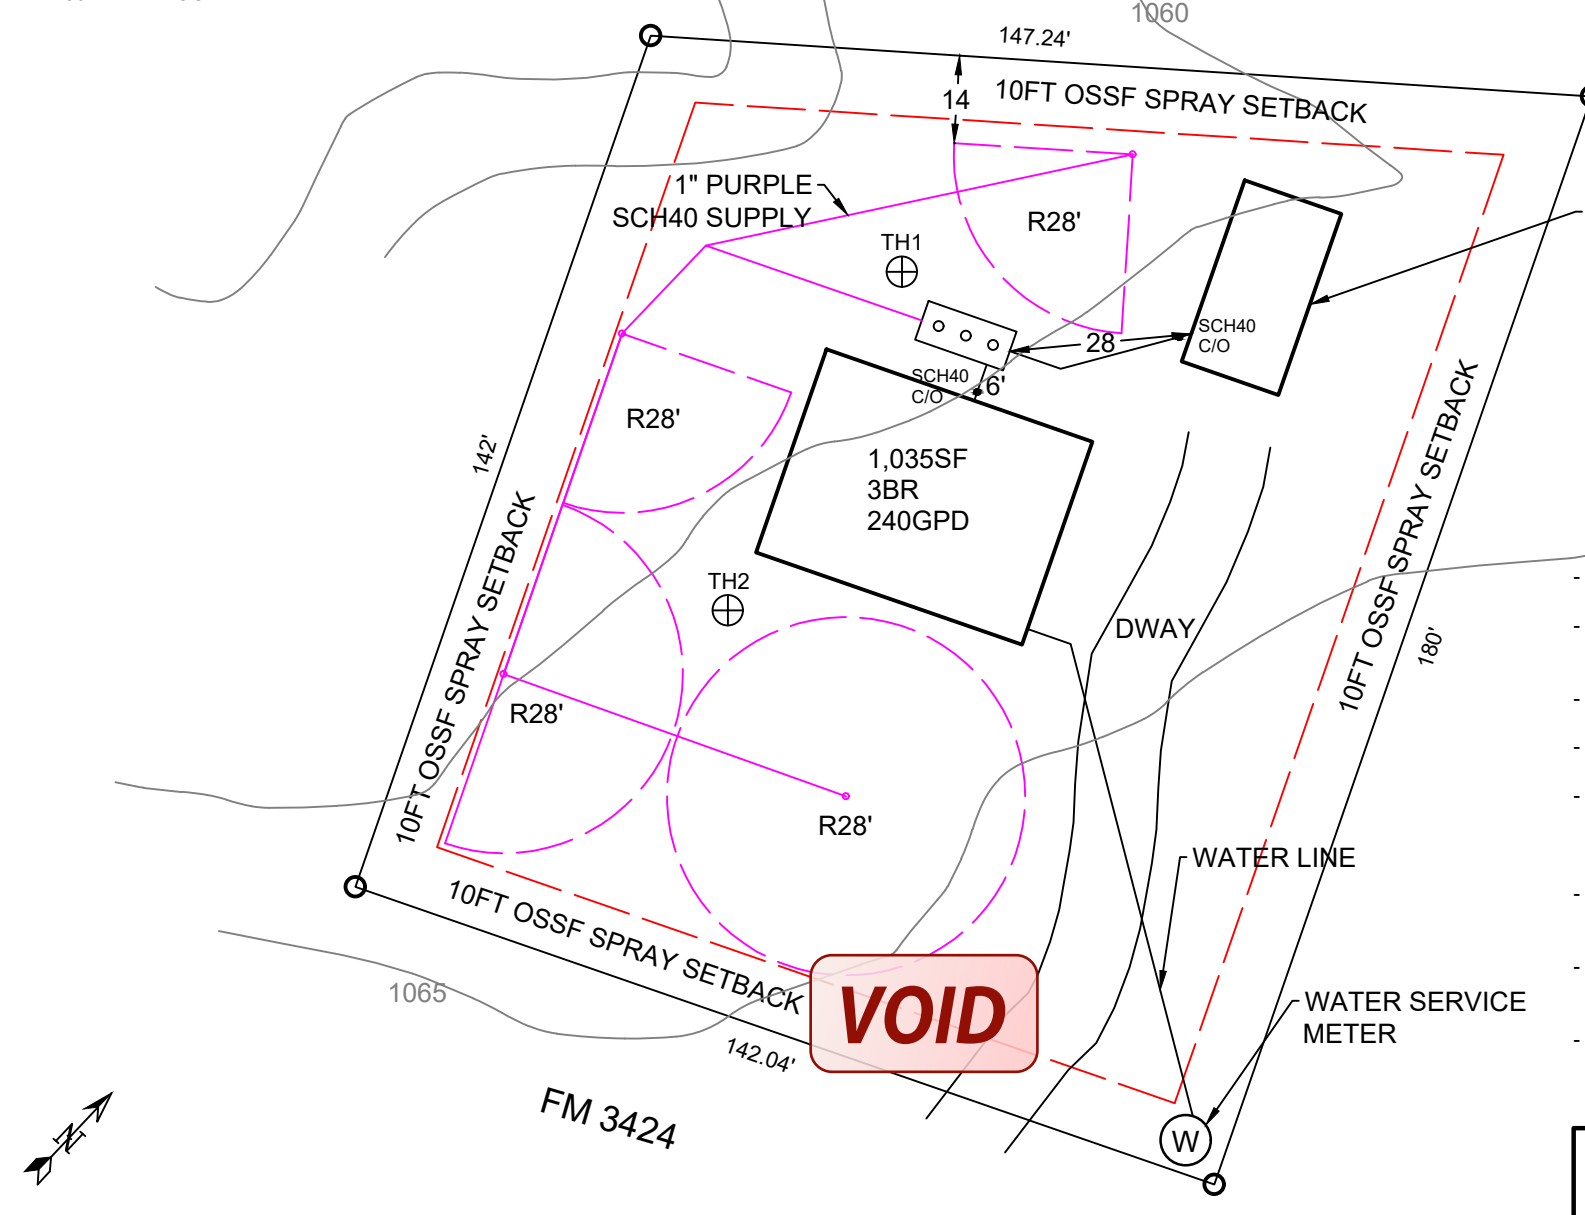 1060
147.24'
10FT OSSF SPRAY SETBACK
14
1" PURPLE
SCH40 SUPPLY
R28'
TH1
SCH40
C/O
28
SCH40
C/O
6'
R28'
142'
1,035SF
3BR
240GPD
10FT OSSF SPRAY SETBACK
TH2
DWAY
10FT OSSF SPRAY SETBACK
180'
R28'
R28'
WATER LINE
10FT OSSF SPRAY SETBACK
1065
VOID
WATER SERVICE
METER
142.04'
FM 3424
W
N